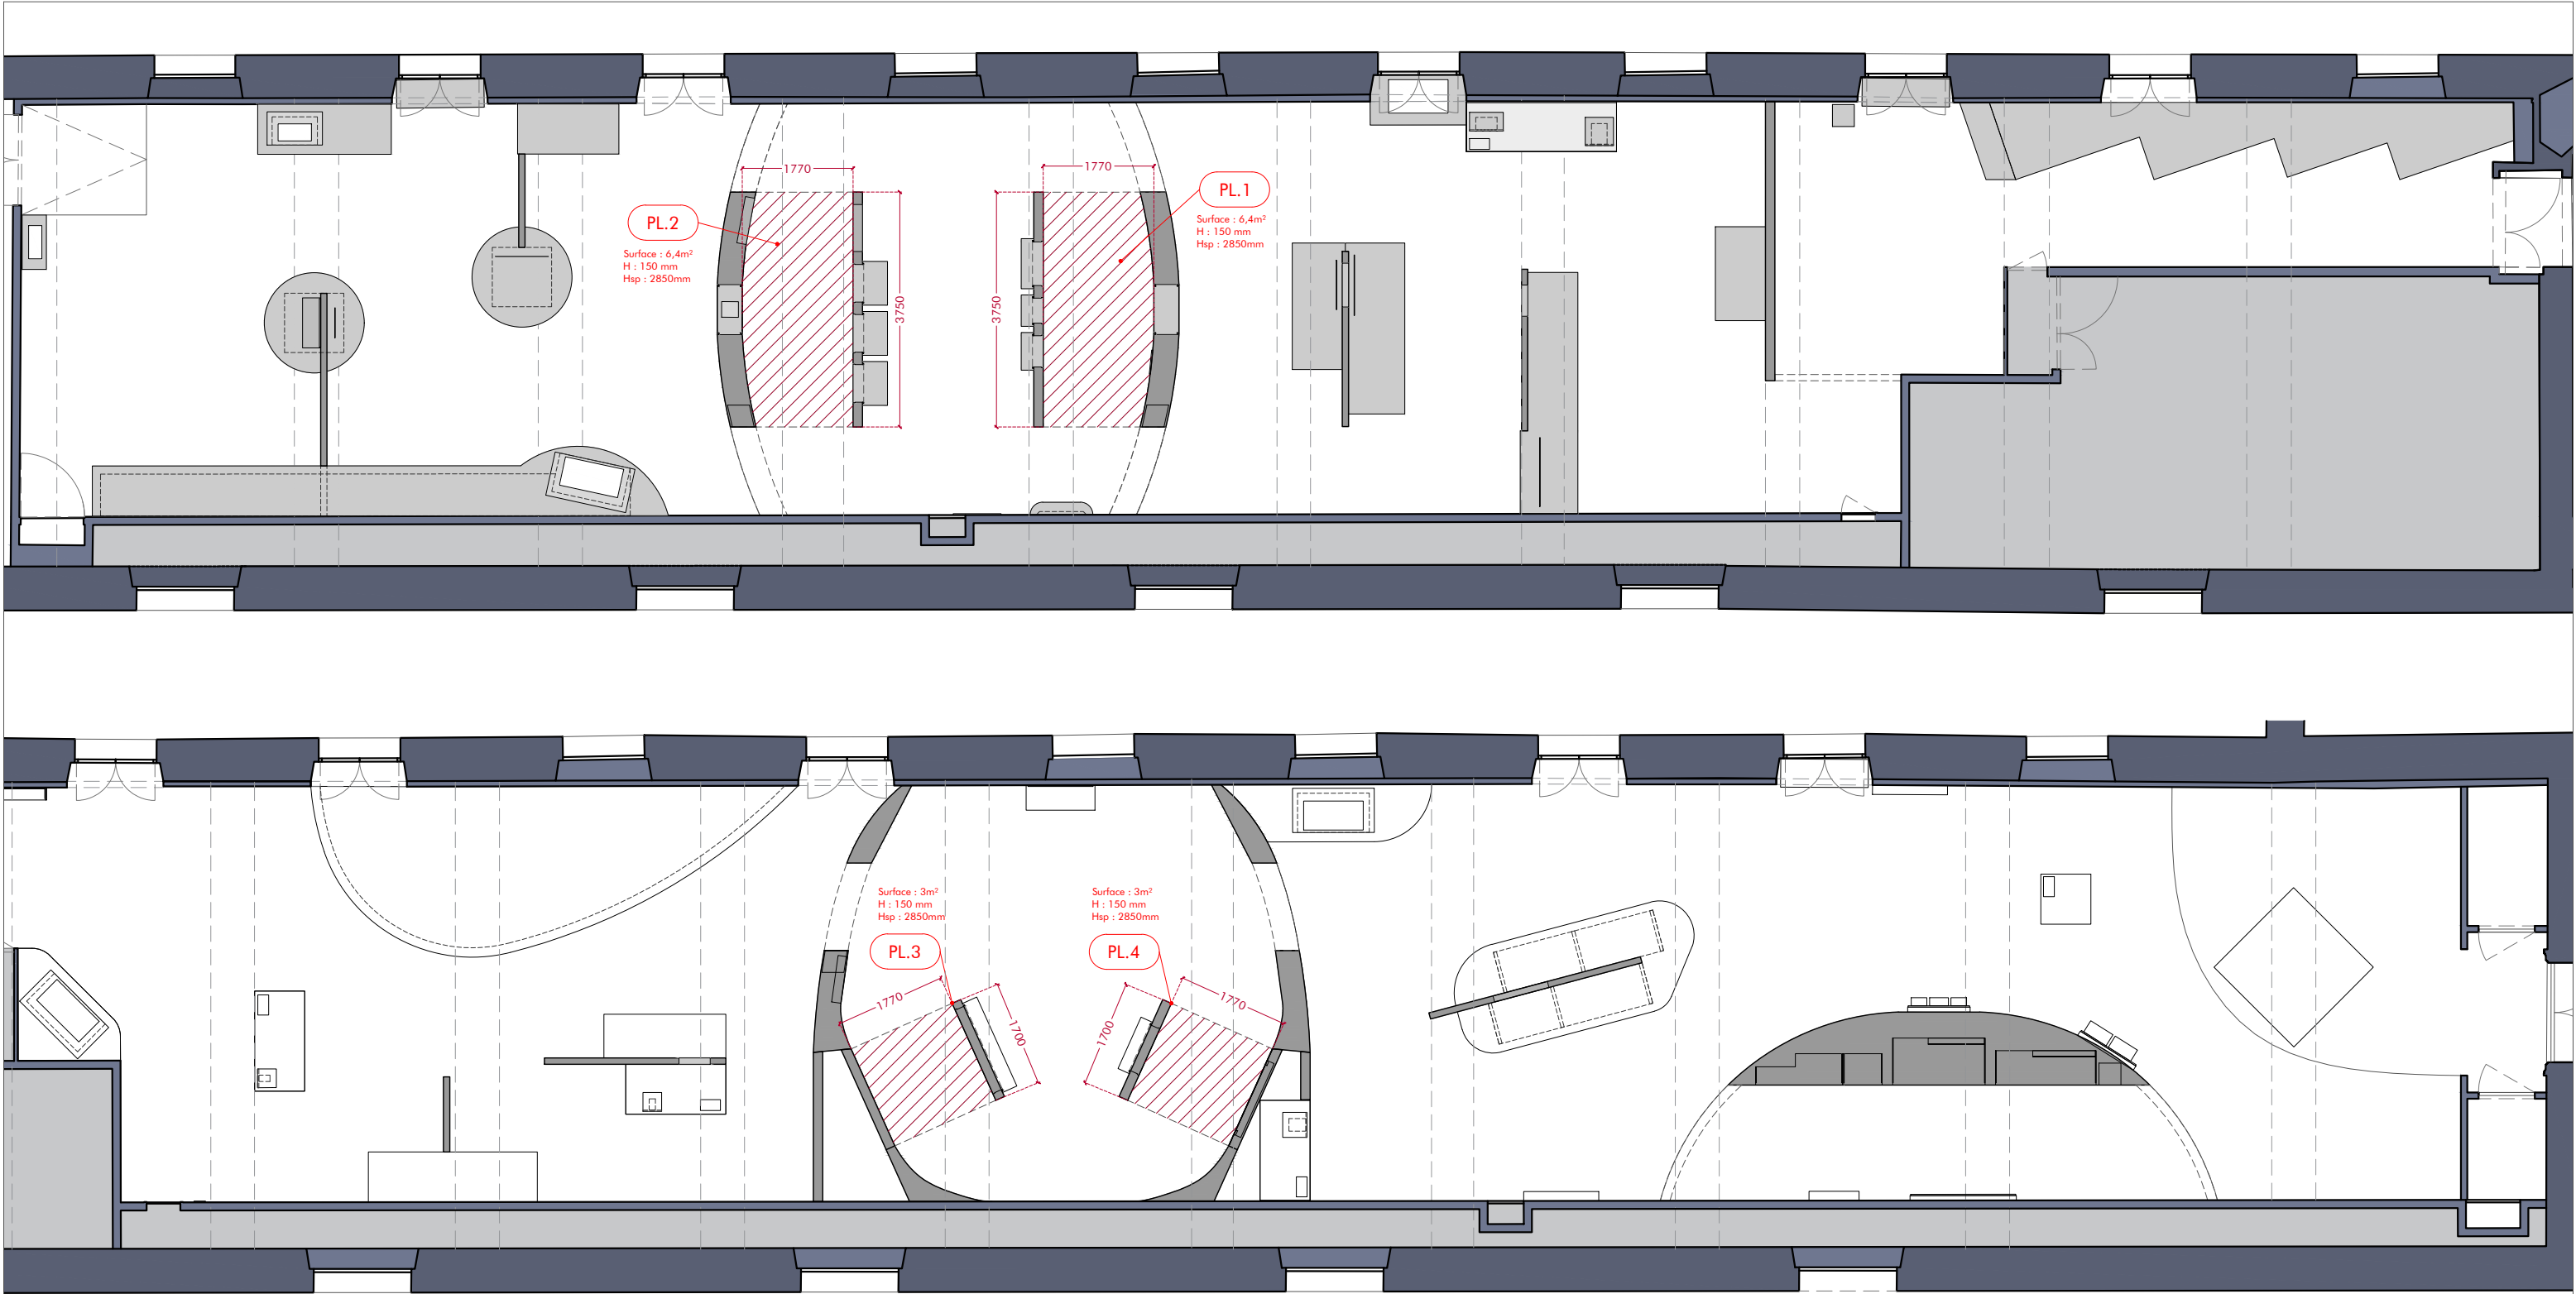 1770
1770
PL.2
PL.1
Surface : 6,4m²
H : 150 mm
Hsp : 2850mm
Surface : 6,4m²
H : 150 mm
Hsp : 2850mm
3750
3750
Surface : 3m²
H : 150 mm
Hsp : 2850mm
Surface : 3m²
H : 150 mm
Hsp : 2850mm
PL.3
PL.4
1770
1770
1700
1700